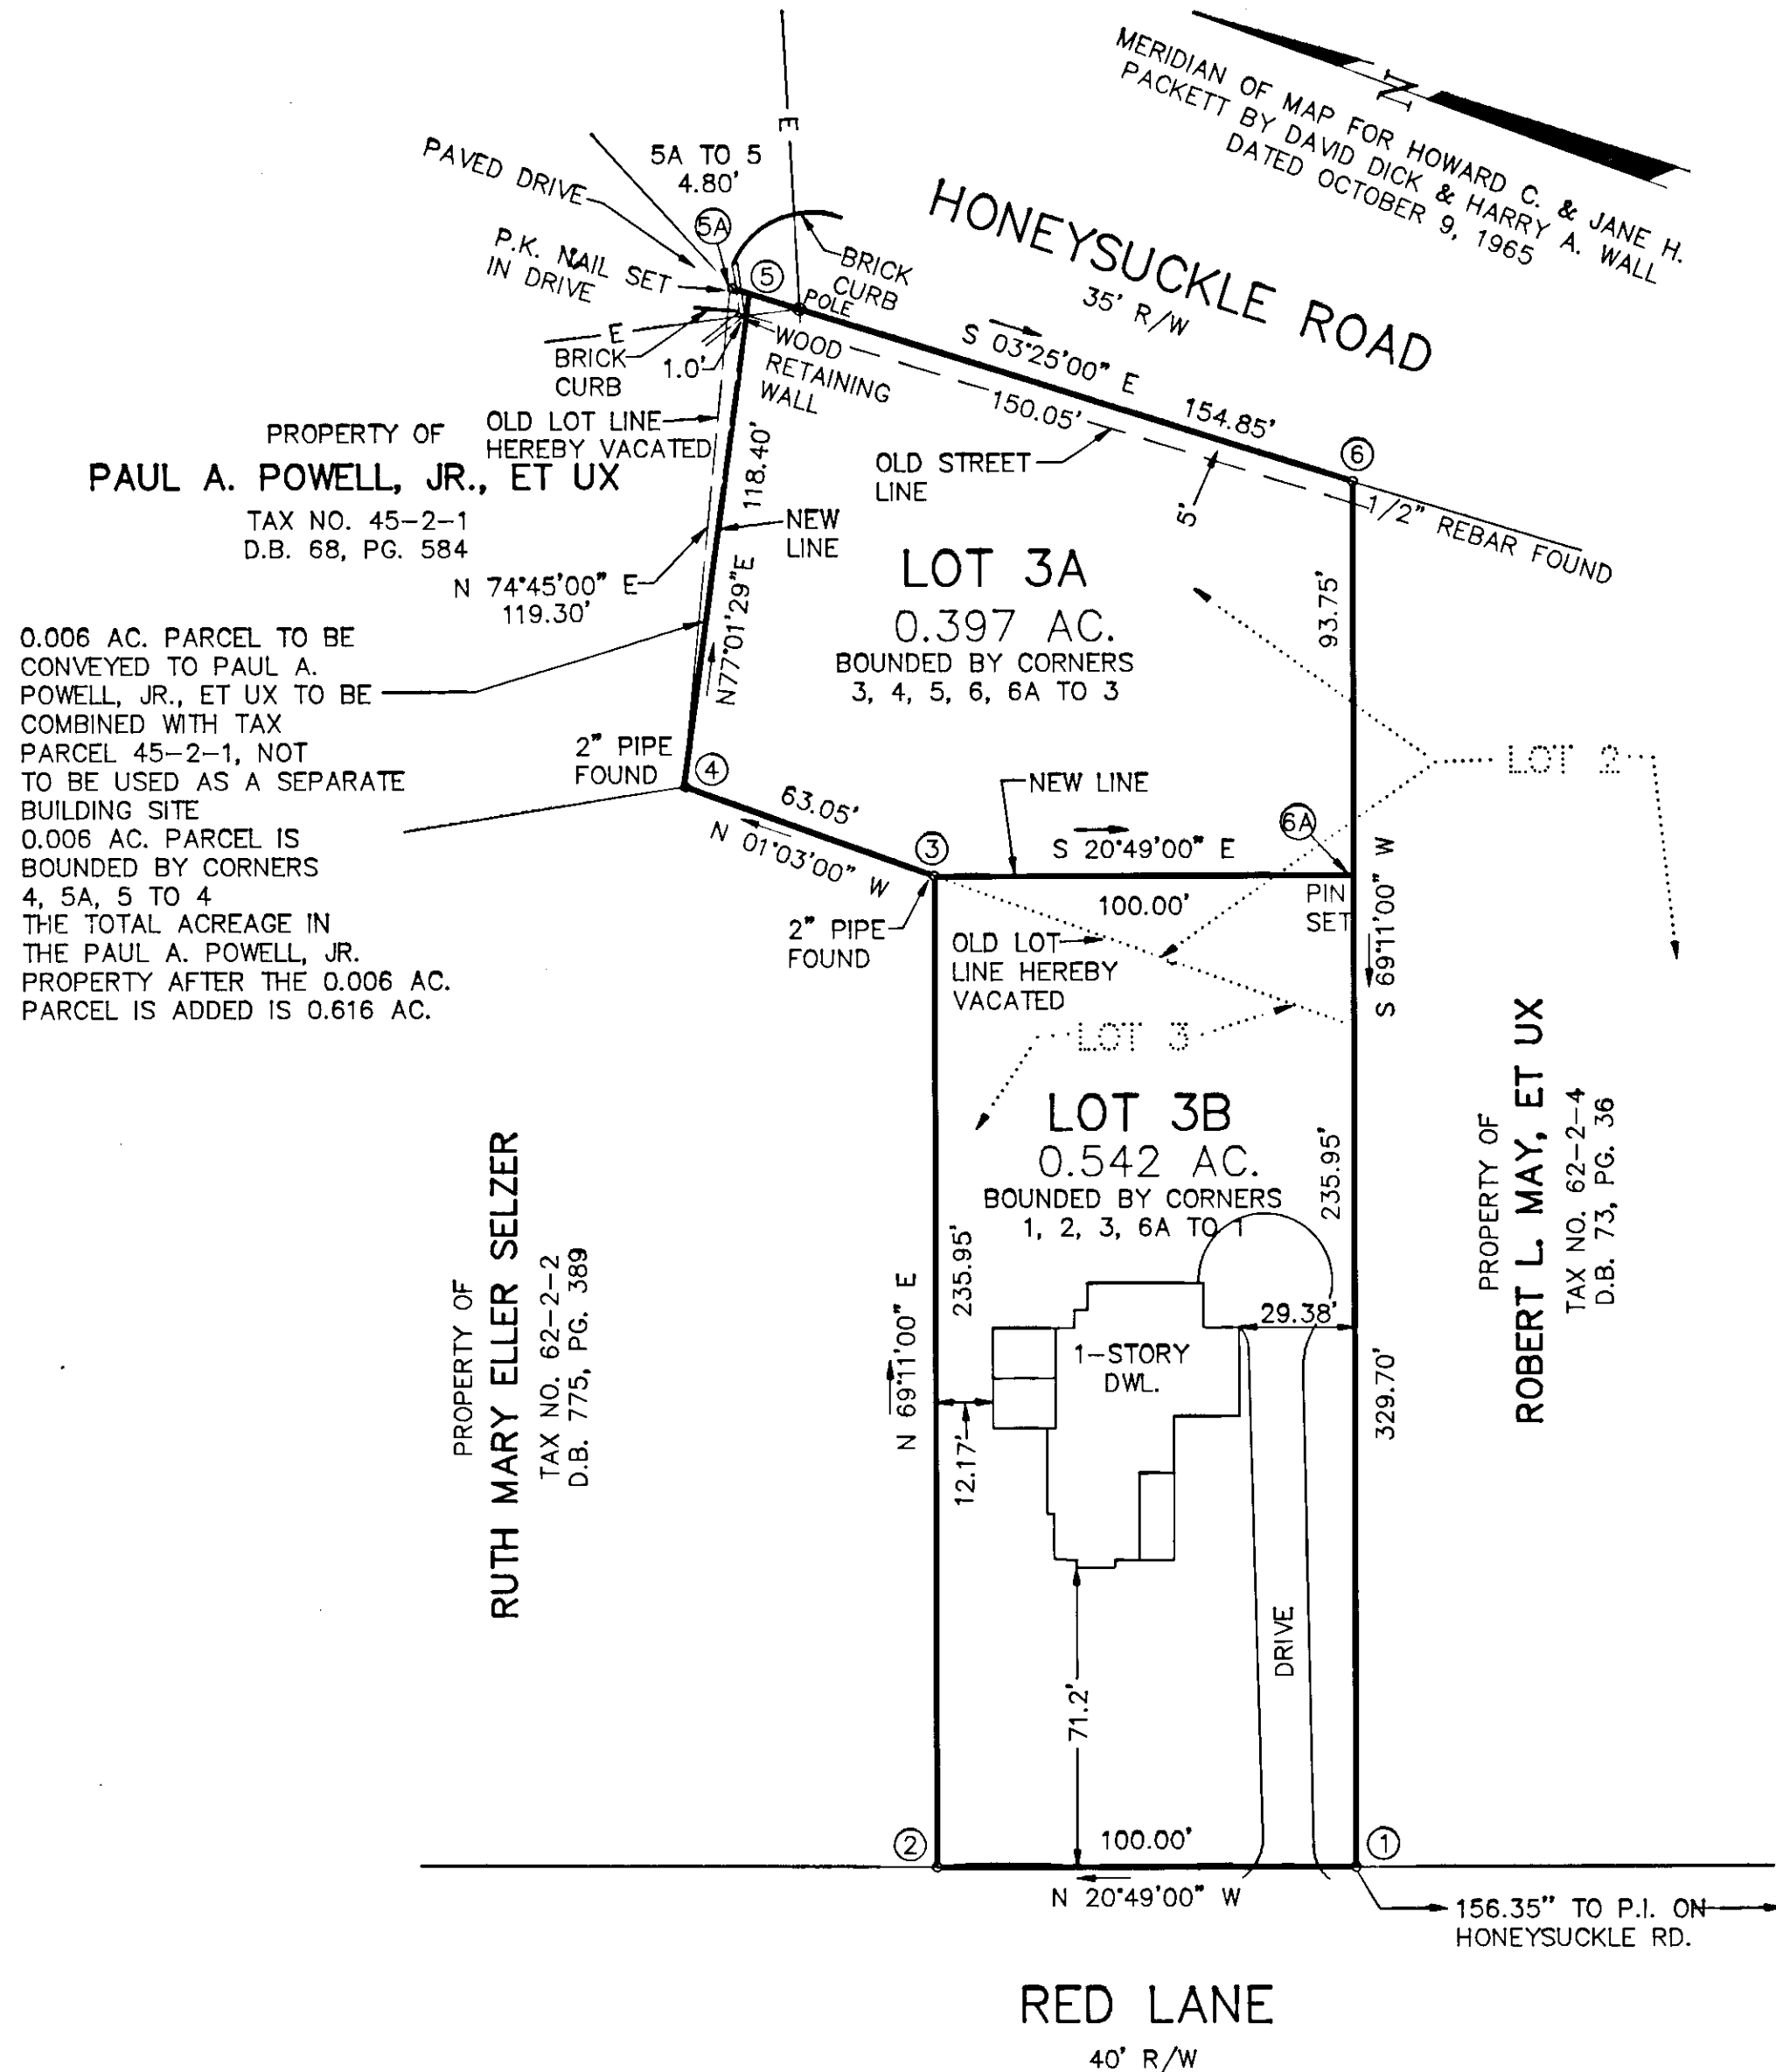 MERIDIAN OF MAP FOR HOWARD C. & JANE H.
PACKETT BY DAVID DICK & HARRY A. WALL
DATED OCTOBER 9, 1965
N
E
5A TO 5
4.80'
PAVED DRIVE
5A
P.K. NAIL SET
IN DRIVE
5
BRICK
CURB
POLE
HONEYSUCKLE ROAD
35' R/W
S 03°25'00" E
154.85'
150.05'
E
BRICK
CURB
1.0'
WOOD
RETAINING
WALL
OLD LOT LINE
HEREBY VACATED
PROPERTY OF
PAUL A. POWELL, JR., ET UX
TAX NO. 45-2-1
D.B. 68, PG. 584
118.40'
N77°01'29"E
NEW
LINE
N 74°45'00" E
119.30'
OLD STREET
LINE
5'
6
1/2" REBAR FOUND
LOT 3A
0.397 AC.
BOUNDED BY CORNERS
3, 4, 5, 6, 6A TO 3
93.75'
0.006 AC. PARCEL TO BE
CONVEYED TO PAUL A.
POWELL, JR., ET UX TO BE
COMBINED WITH TAX
PARCEL 45-2-1, NOT
TO BE USED AS A SEPARATE
BUILDING SITE
0.006 AC. PARCEL IS
BOUNDED BY CORNERS
4, 5A, 5 TO 4
THE TOTAL ACREAGE IN
THE PAUL A. POWELL, JR.
PROPERTY AFTER THE 0.006 AC.
PARCEL IS ADDED IS 0.616 AC.
2" PIPE
FOUND
4
63.05'
N 01°03'00" W
3
2" PIPE
FOUND
NEW LINE
S 20°49'00" E
100.00'
6A
PIN
SET
LOT 2
S 69°11'00" W
OLD LOT
LINE HEREBY
VACATED
LOT 3
LOT 3B
0.542 AC.
BOUNDED BY CORNERS
1, 2, 3, 6A TO 1
235.95'
235.95'
N 69°11'00" E
329.70'
29.38'
1-STORY
DWL.
12.17'
71.2'
DRIVE
PROPERTY OF
RUTH MARY ELLER SELZER
TAX NO. 62-2-2
D.B. 775, PG. 389
PROPERTY OF
ROBERT L. MAY, ET UX
TAX NO. 62-2-4
D.B. 73, PG. 36
2
100.00'
1
N 20°49'00" W
156.35" TO P.I. ON
HONEYSUCKLE RD.
RED LANE
40' R/W